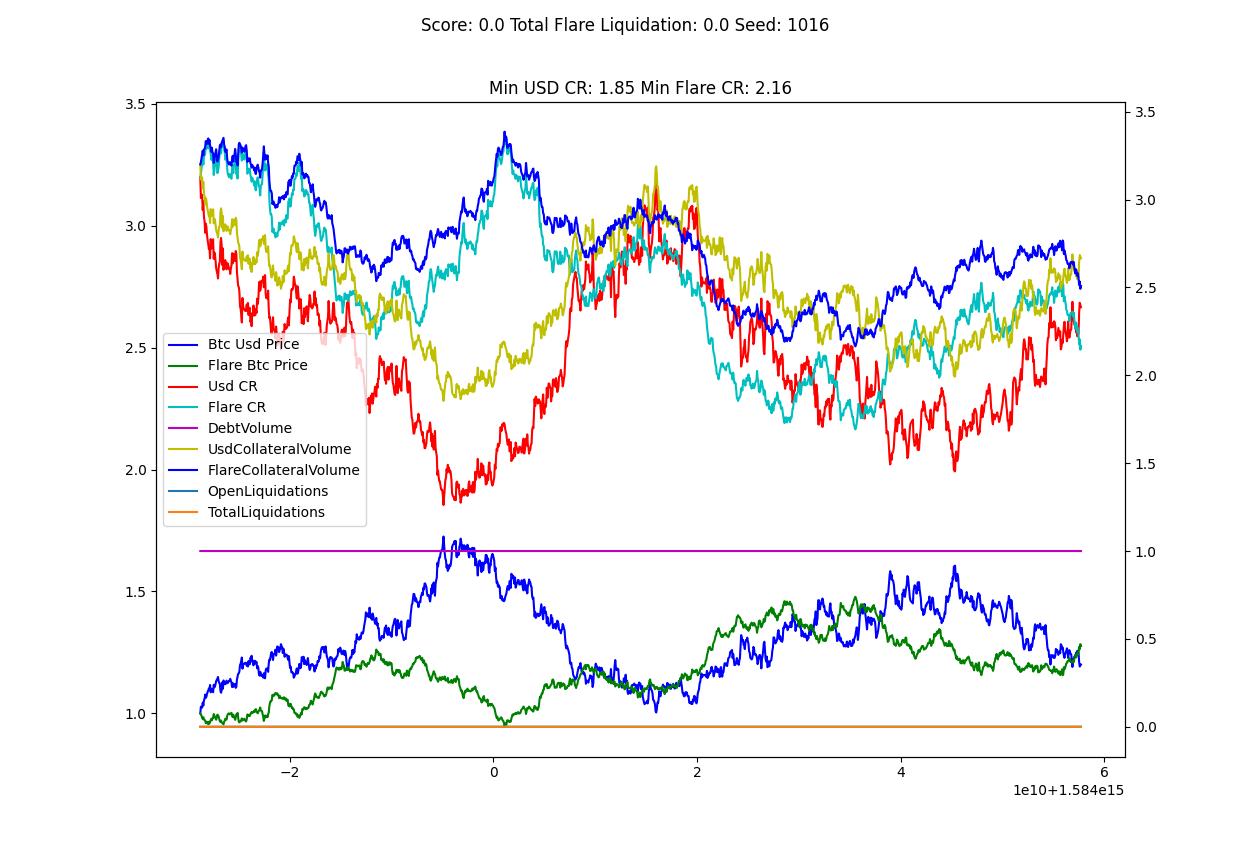 Score: 0.0 Total Flare Liquidation: 0.0 Seed: 1016
Min USD CR: 1.85 Min Flare CR: 2.16
3.5
3.0
2.5
2.0
1.5
1.0
Btc Usd Price
Flare Btc Price
Usd CR
Flare CR
DebtVolume
UsdCollateralVolume
FlareCollateralVolume
OpenLiquidations
TotalLiquidations
3.5
3.0
2.5
2.0
1.5
1.0
0.5
0.0
−2 0 2 4 6
1e10+1.584e15